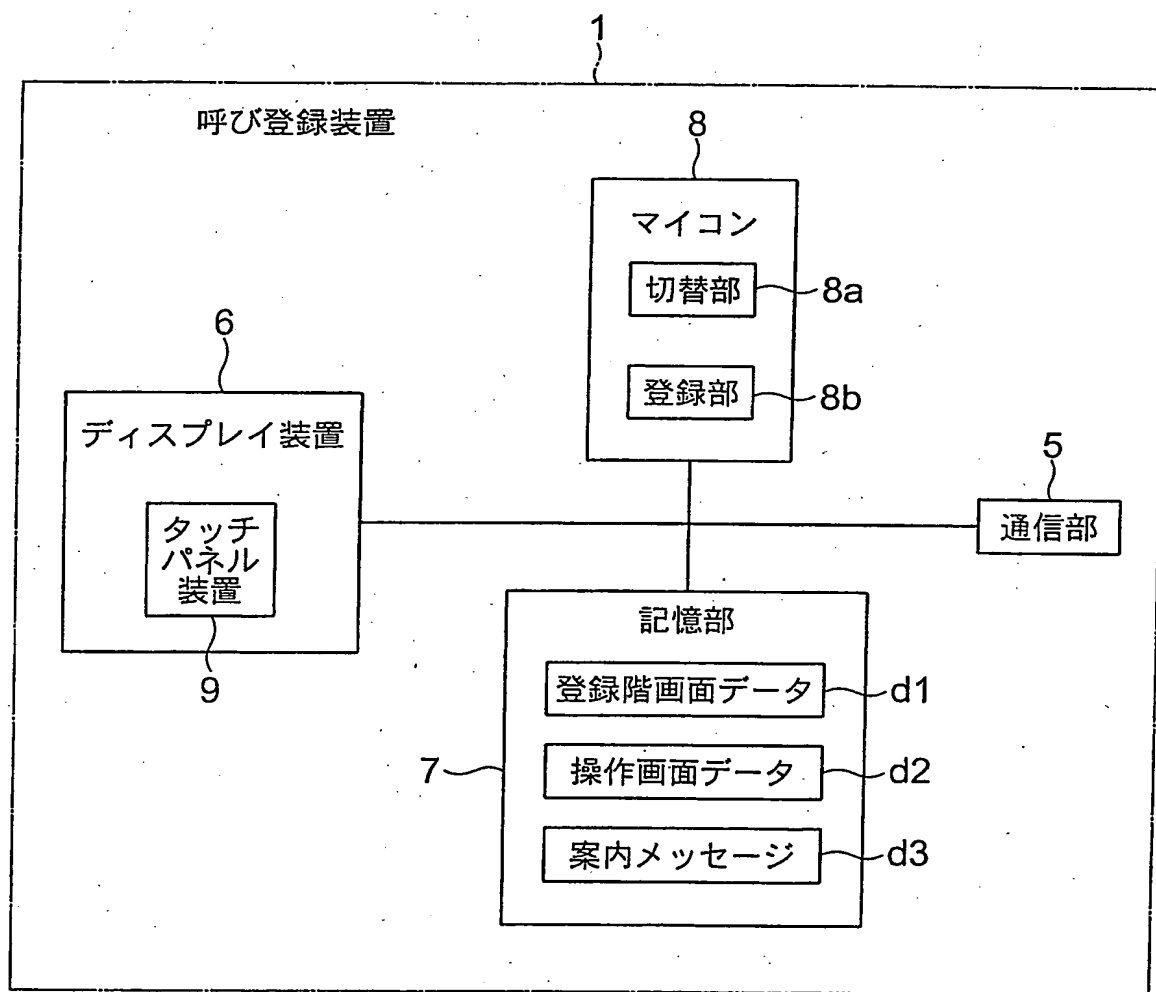 1
呼び登録装置
8
マイコン
切替部
8a
登録部
8b
6
ディスプレイ装置
タッチ
パネル
装置
9
5
通信部
記憶部
7
登録階画面データ
d1
操作画面データ
d2
案内メッセージ
d3